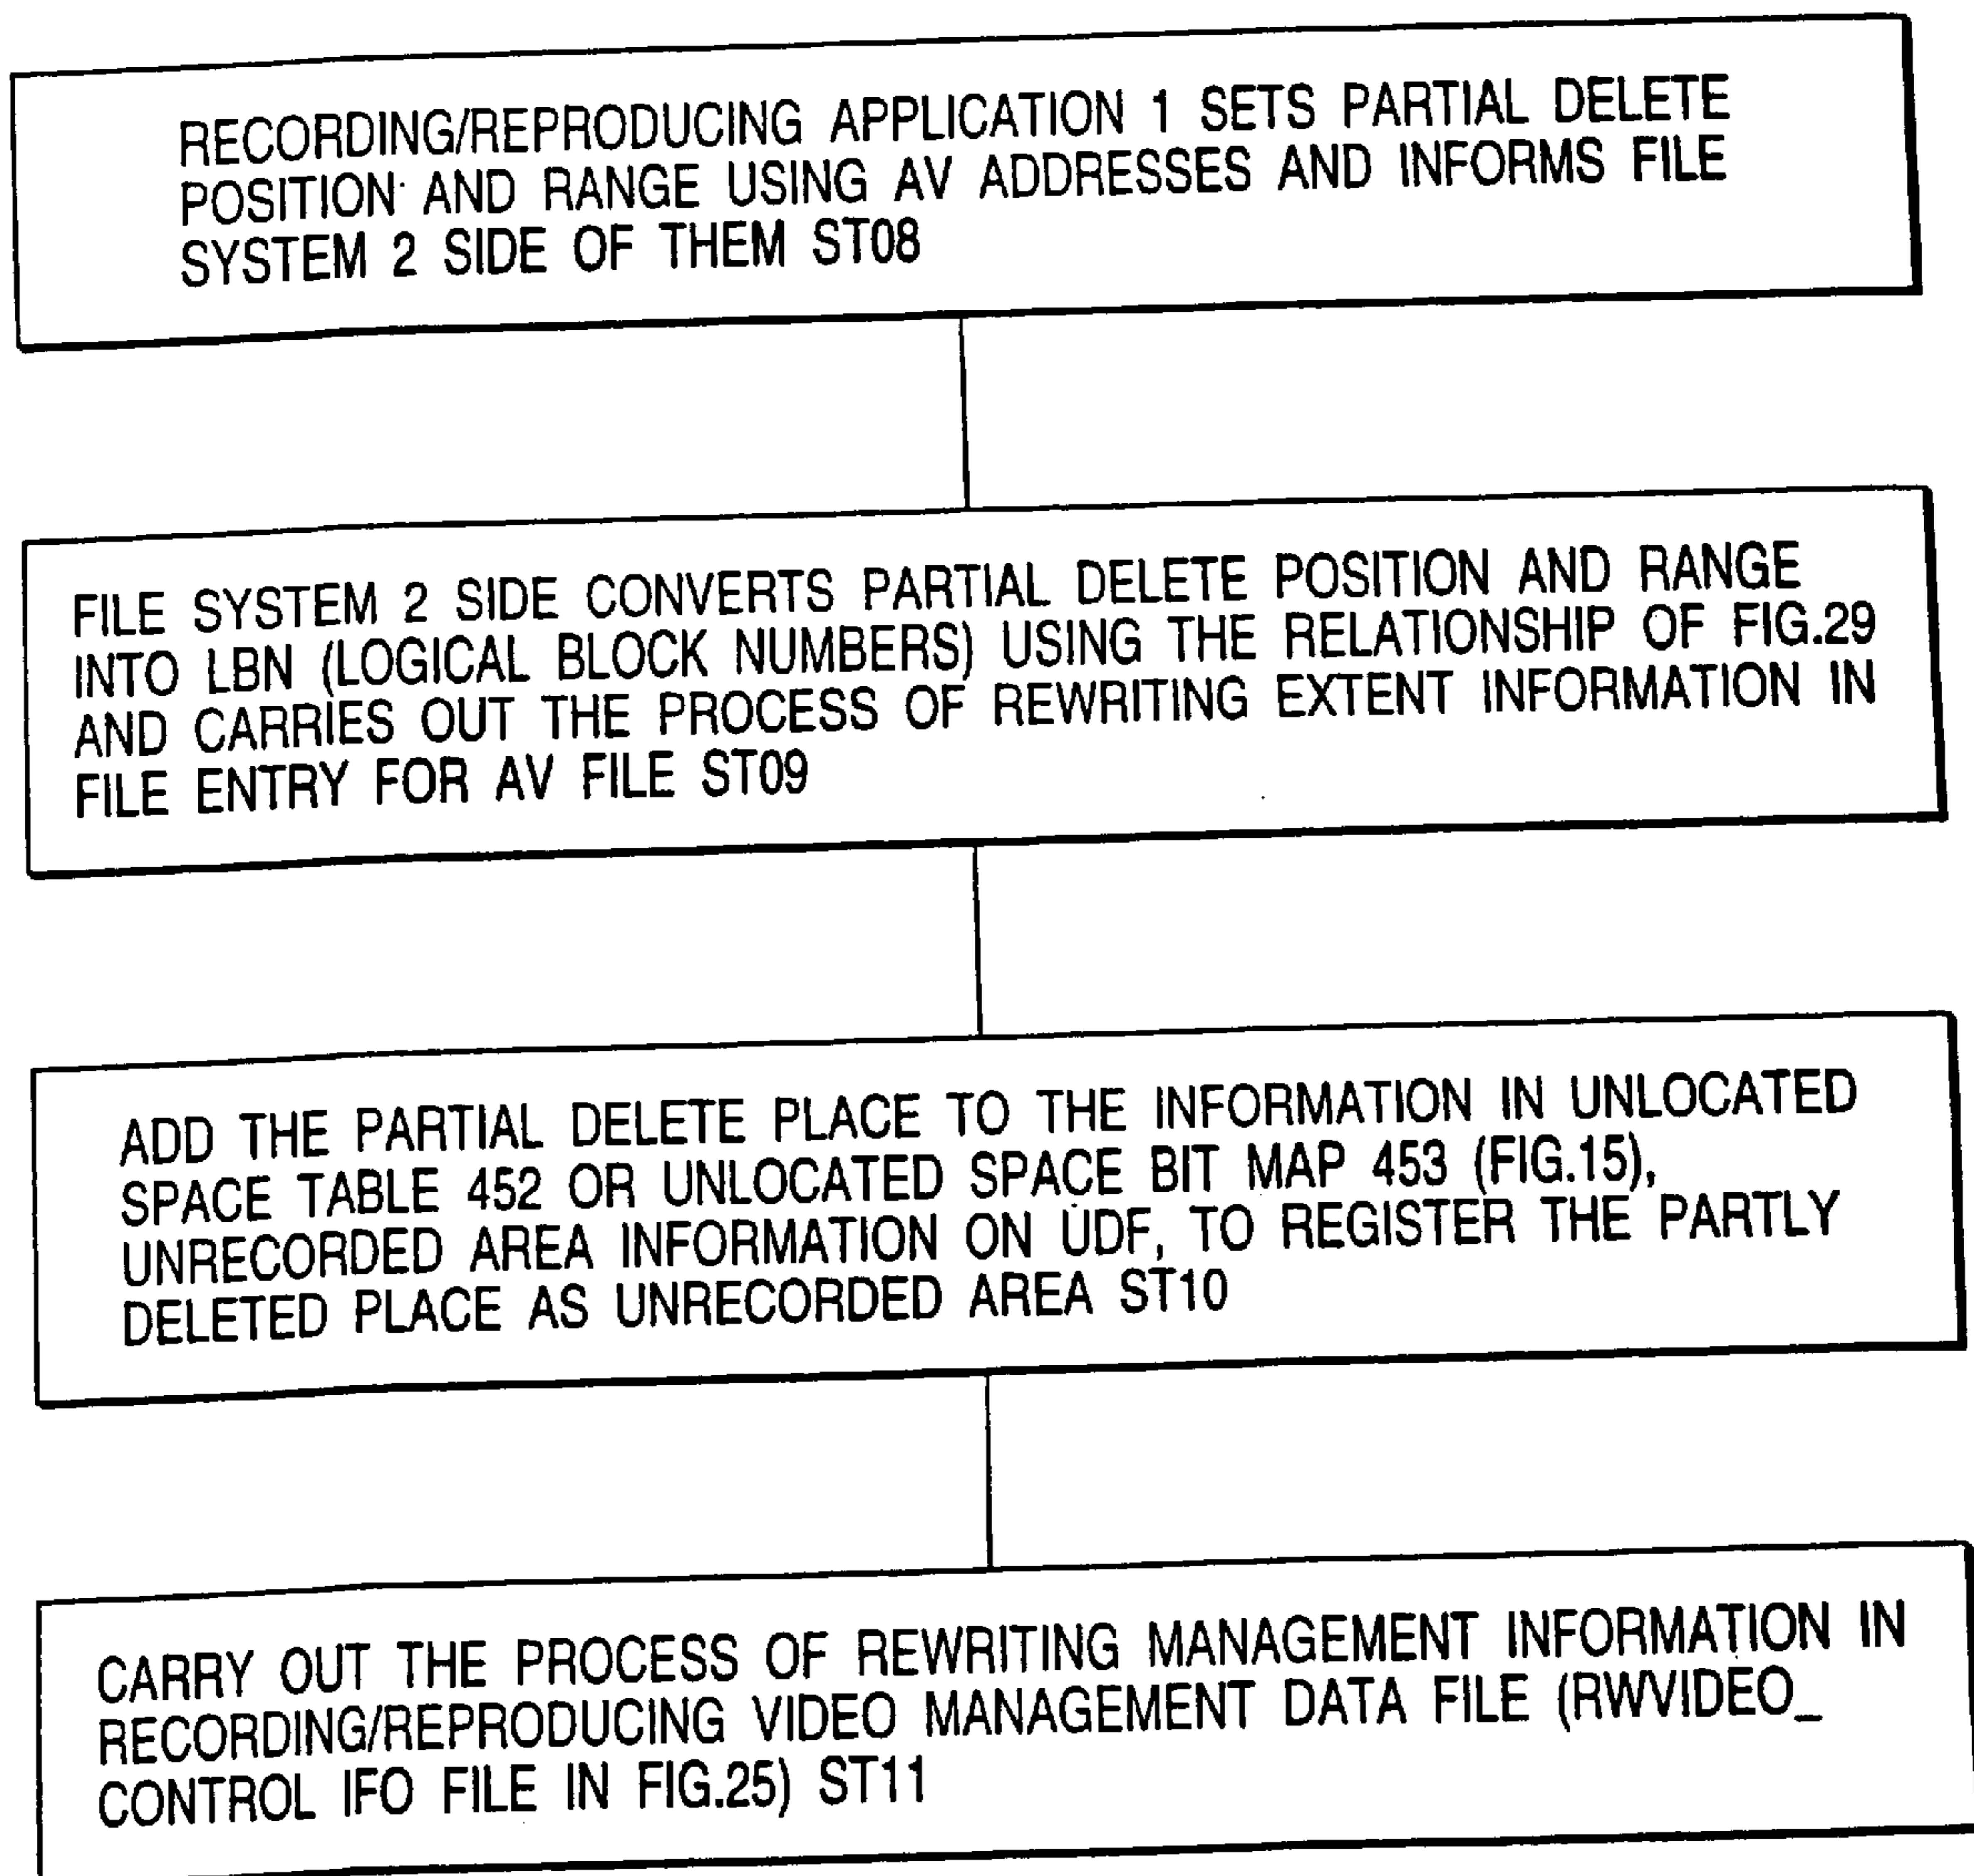 RECORDING/REPRODUCING APPLICATION 1 SETS PARTIAL DELETE
POSITION AND RANGE USING AV ADDRESSES AND INFORMS FILE
SYSTEM 2 SIDE OF THEM ST08
FILE SYSTEM 2 SIDE CONVERTS PARTIAL DELETE POSITION AND RANGE
INTO LBN (LOGICAL BLOCK NUMBERS) USING THE RELATIONSHIP OF FIG.29
AND CARRIES OUT THE PROCESS OF REWRITING EXTENT INFORMATION IN
FILE ENTRY FOR AV FILE ST09
ADD THE PARTIAL DELETE PLACE TO THE INFORMATION IN UNLOCATED
SPACE TABLE 452 OR UNLOCATED SPACE BIT MAP 453 (FIG.15),
UNRECORDED AREA INFORMATION ON UDF, TO REGISTER THE PARTLY
DELETED PLACE AS UNRECORDED AREA ST10
CARRY OUT THE PROCESS OF REWRITING MANAGEMENT INFORMATION IN
RECORDING/REPRODUCING VIDEO MANAGEMENT DATA FILE (RWVIDEO_
CONTROL IFO FILE IN FIG.25) ST11